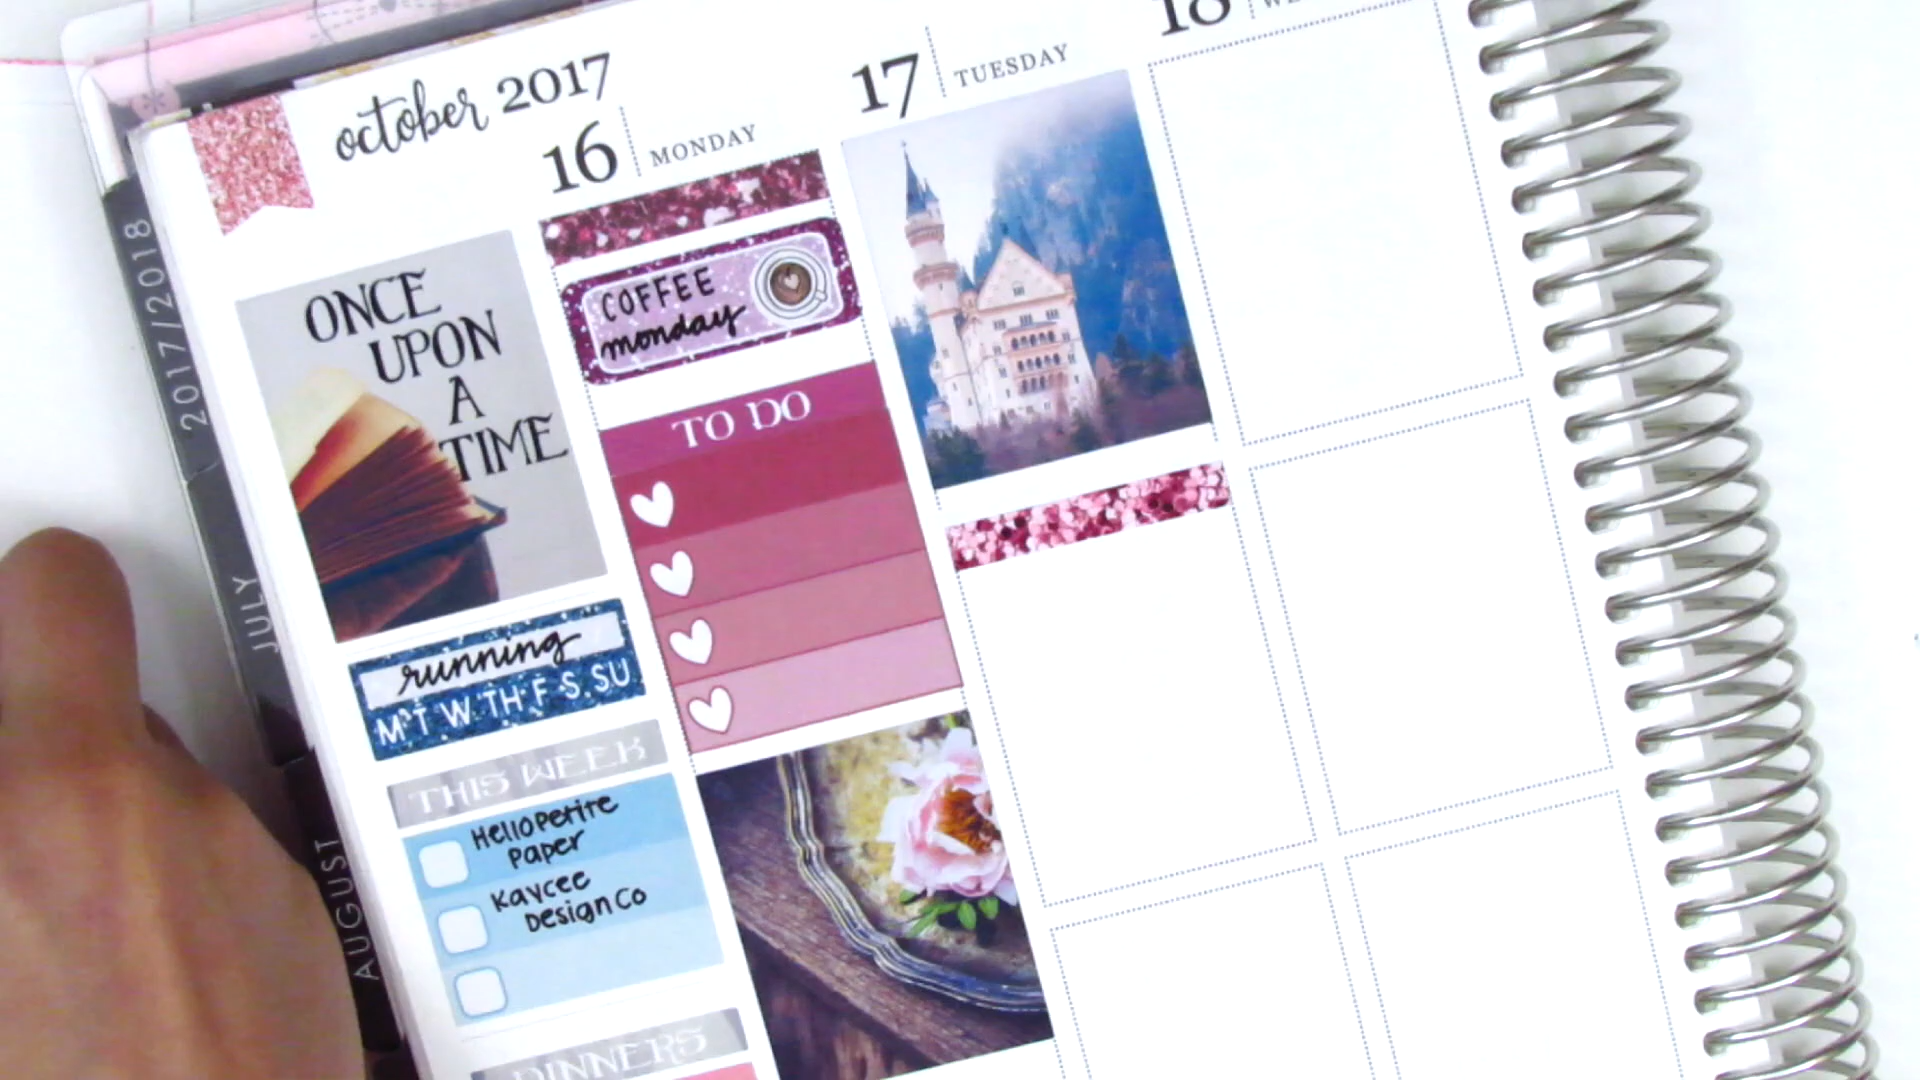 october 2017
16 MONDAY
17 TUESDAY
18
ONCE
UPON
A
TIME
running
M T W TH F S SU
THIS WEEK
Hellopetite
Paper
Kaycee
Design Co
DINNERS
COFFEE
monday
TO DO
2017/2018
JULY
AUGUST